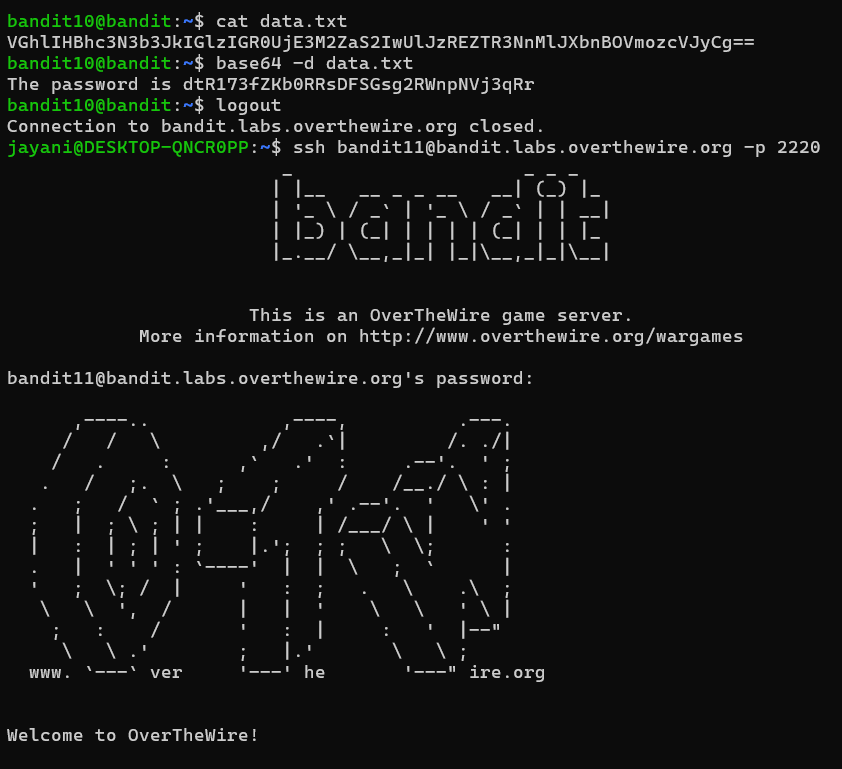 bandit10@bandit:~$ cat data.txt
VGhlIHBhc3N3b3JkIGlzIGR0UjE3M2ZaS2IwUlJzREZTR3NnMlJXbnBOVmozcVJyCg==
bandit10@bandit:~$ base64 -d data.txt
The password is dtR173fZKb0RRsDFSGsg2RWnpNVj3qRr
bandit10@bandit:~$ logout
Connection to bandit.labs.overthewire.org closed.
jayani@DESKTOP-QNCR0PP:~$ ssh bandit11@bandit.labs.overthewire.org -p 2220
bandit
This is an OverTheWire game server.
More information on http://www.overthewire.org/wargames
bandit11@bandit.labs.overthewire.org's password:
www. ver he ire.org
Welcome to OverTheWire!